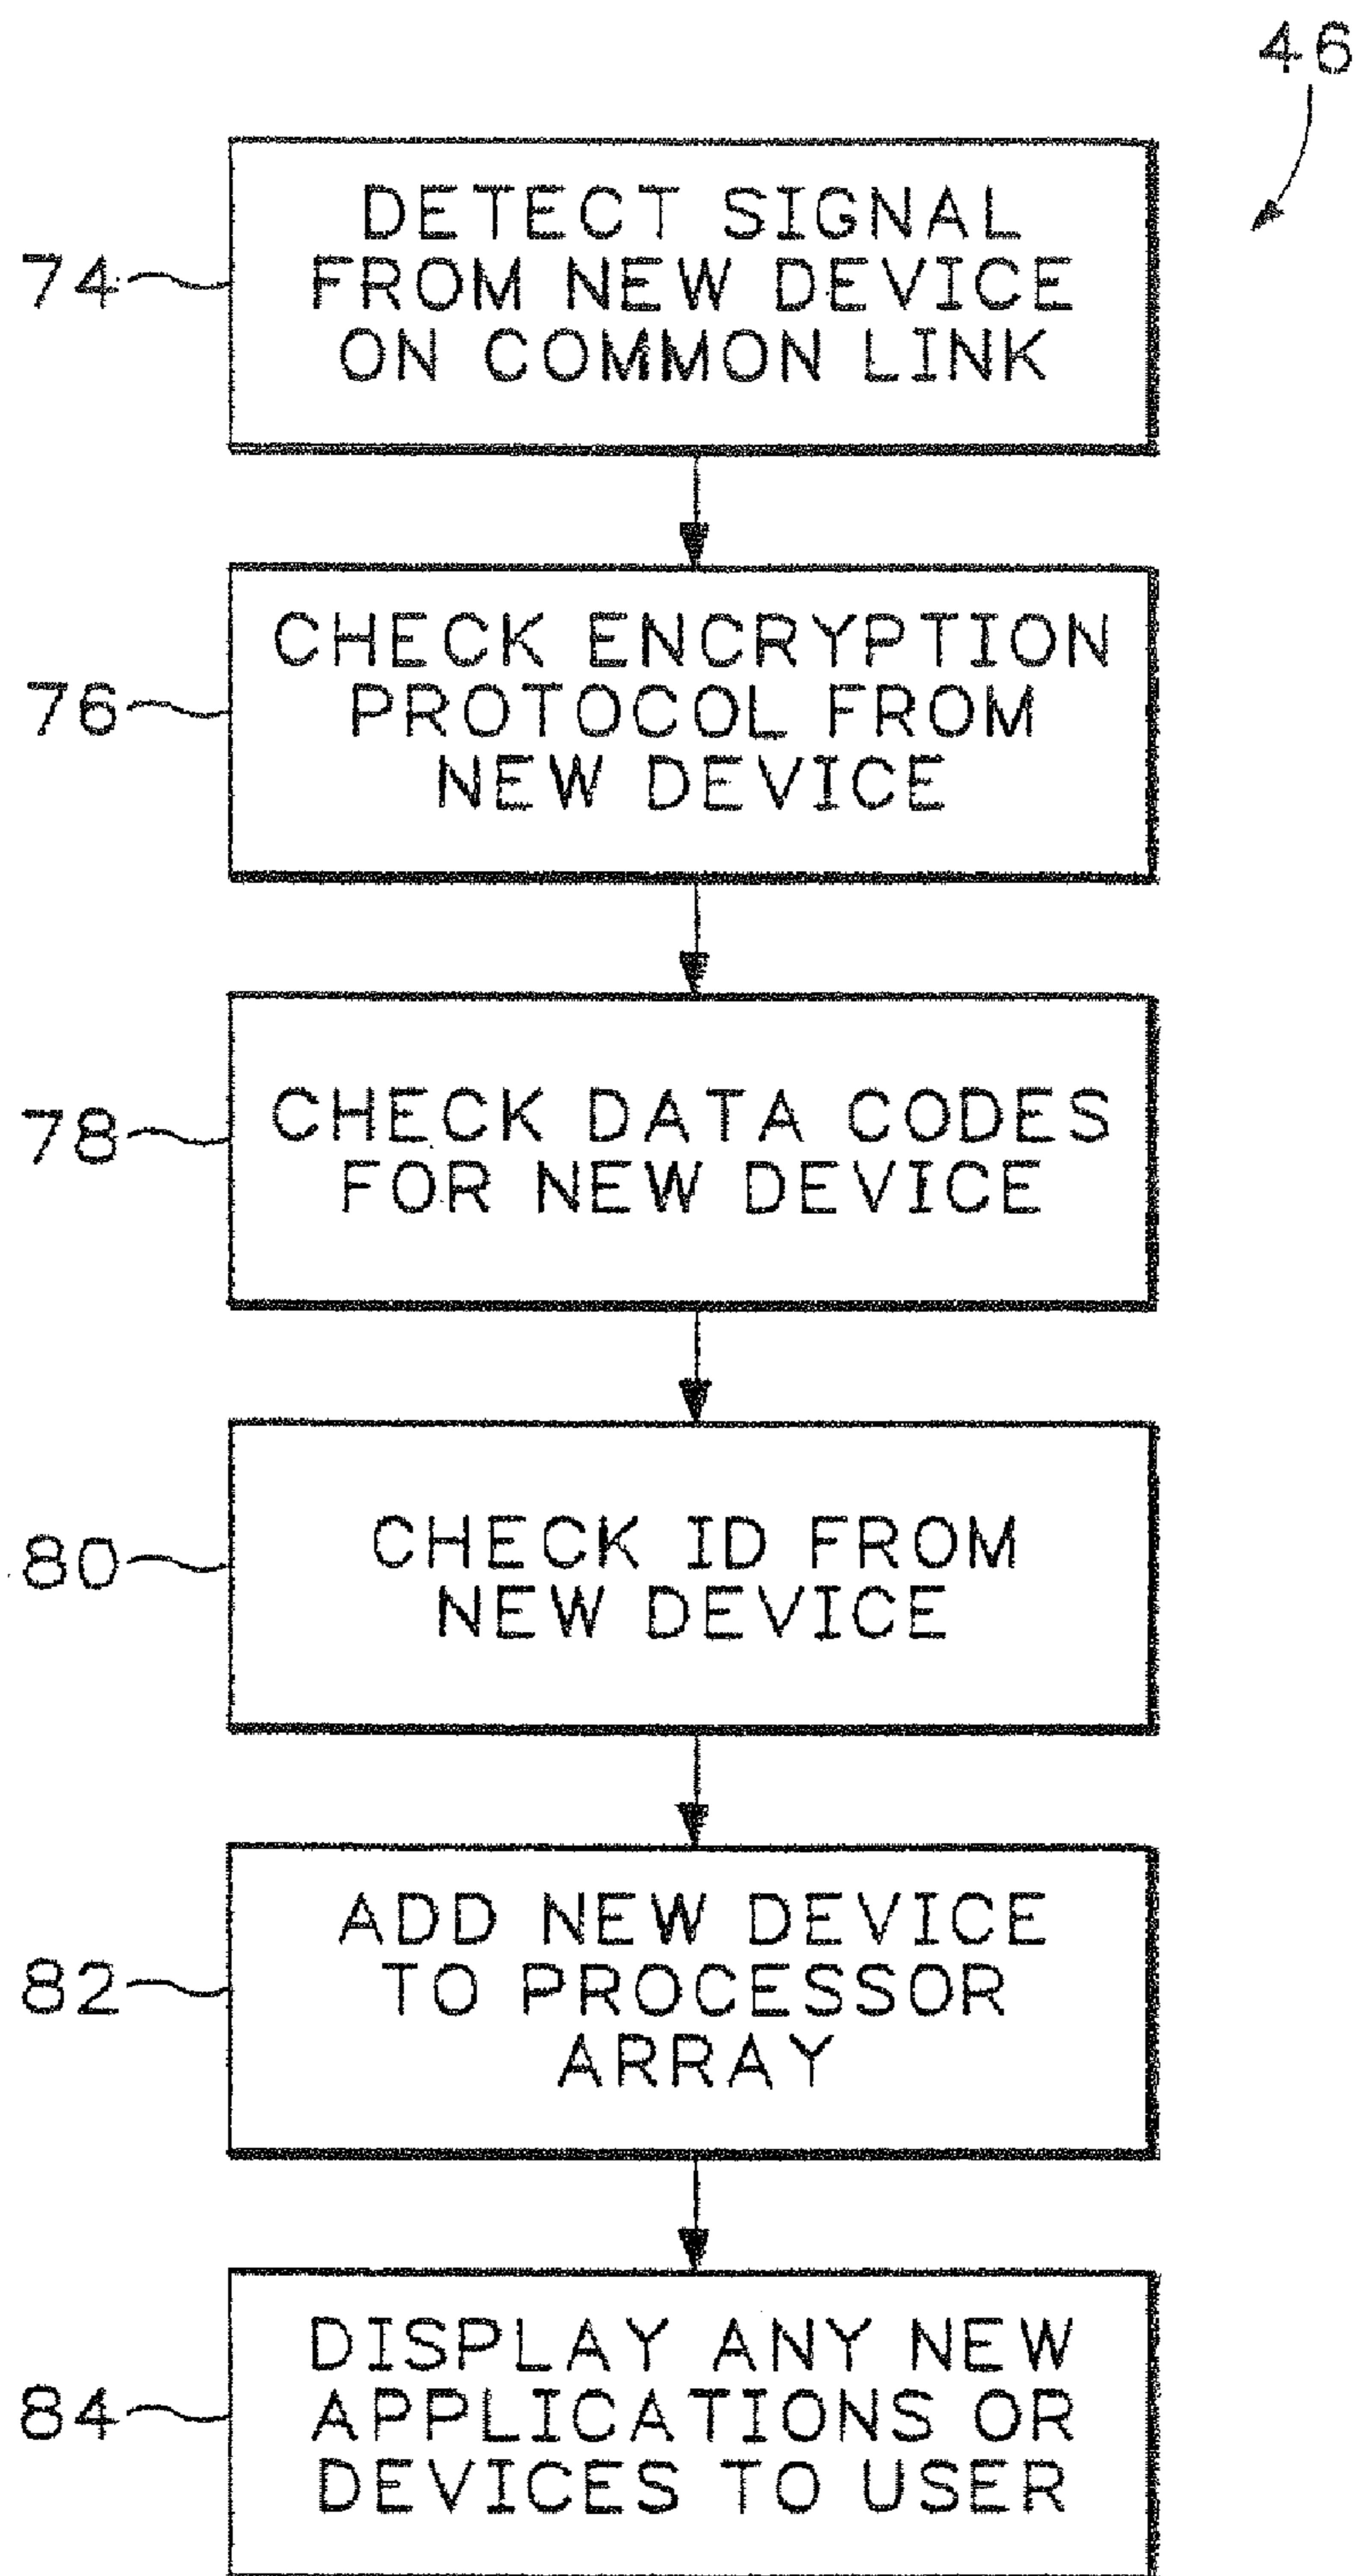 46
74
DETECT SIGNAL
FROM NEW DEVICE
ON COMMON LINK
76
CHECK ENCRYPTION
PROTOCOL FROM
NEW DEVICE
78
CHECK DATA CODES
FOR NEW DEVICE
80
CHECK ID FROM
NEW DEVICE
82
ADD NEW DEVICE
TO PROCESSOR
ARRAY
84
DISPLAY ANY NEW
APPLICATIONS OR
DEVICES TO USER